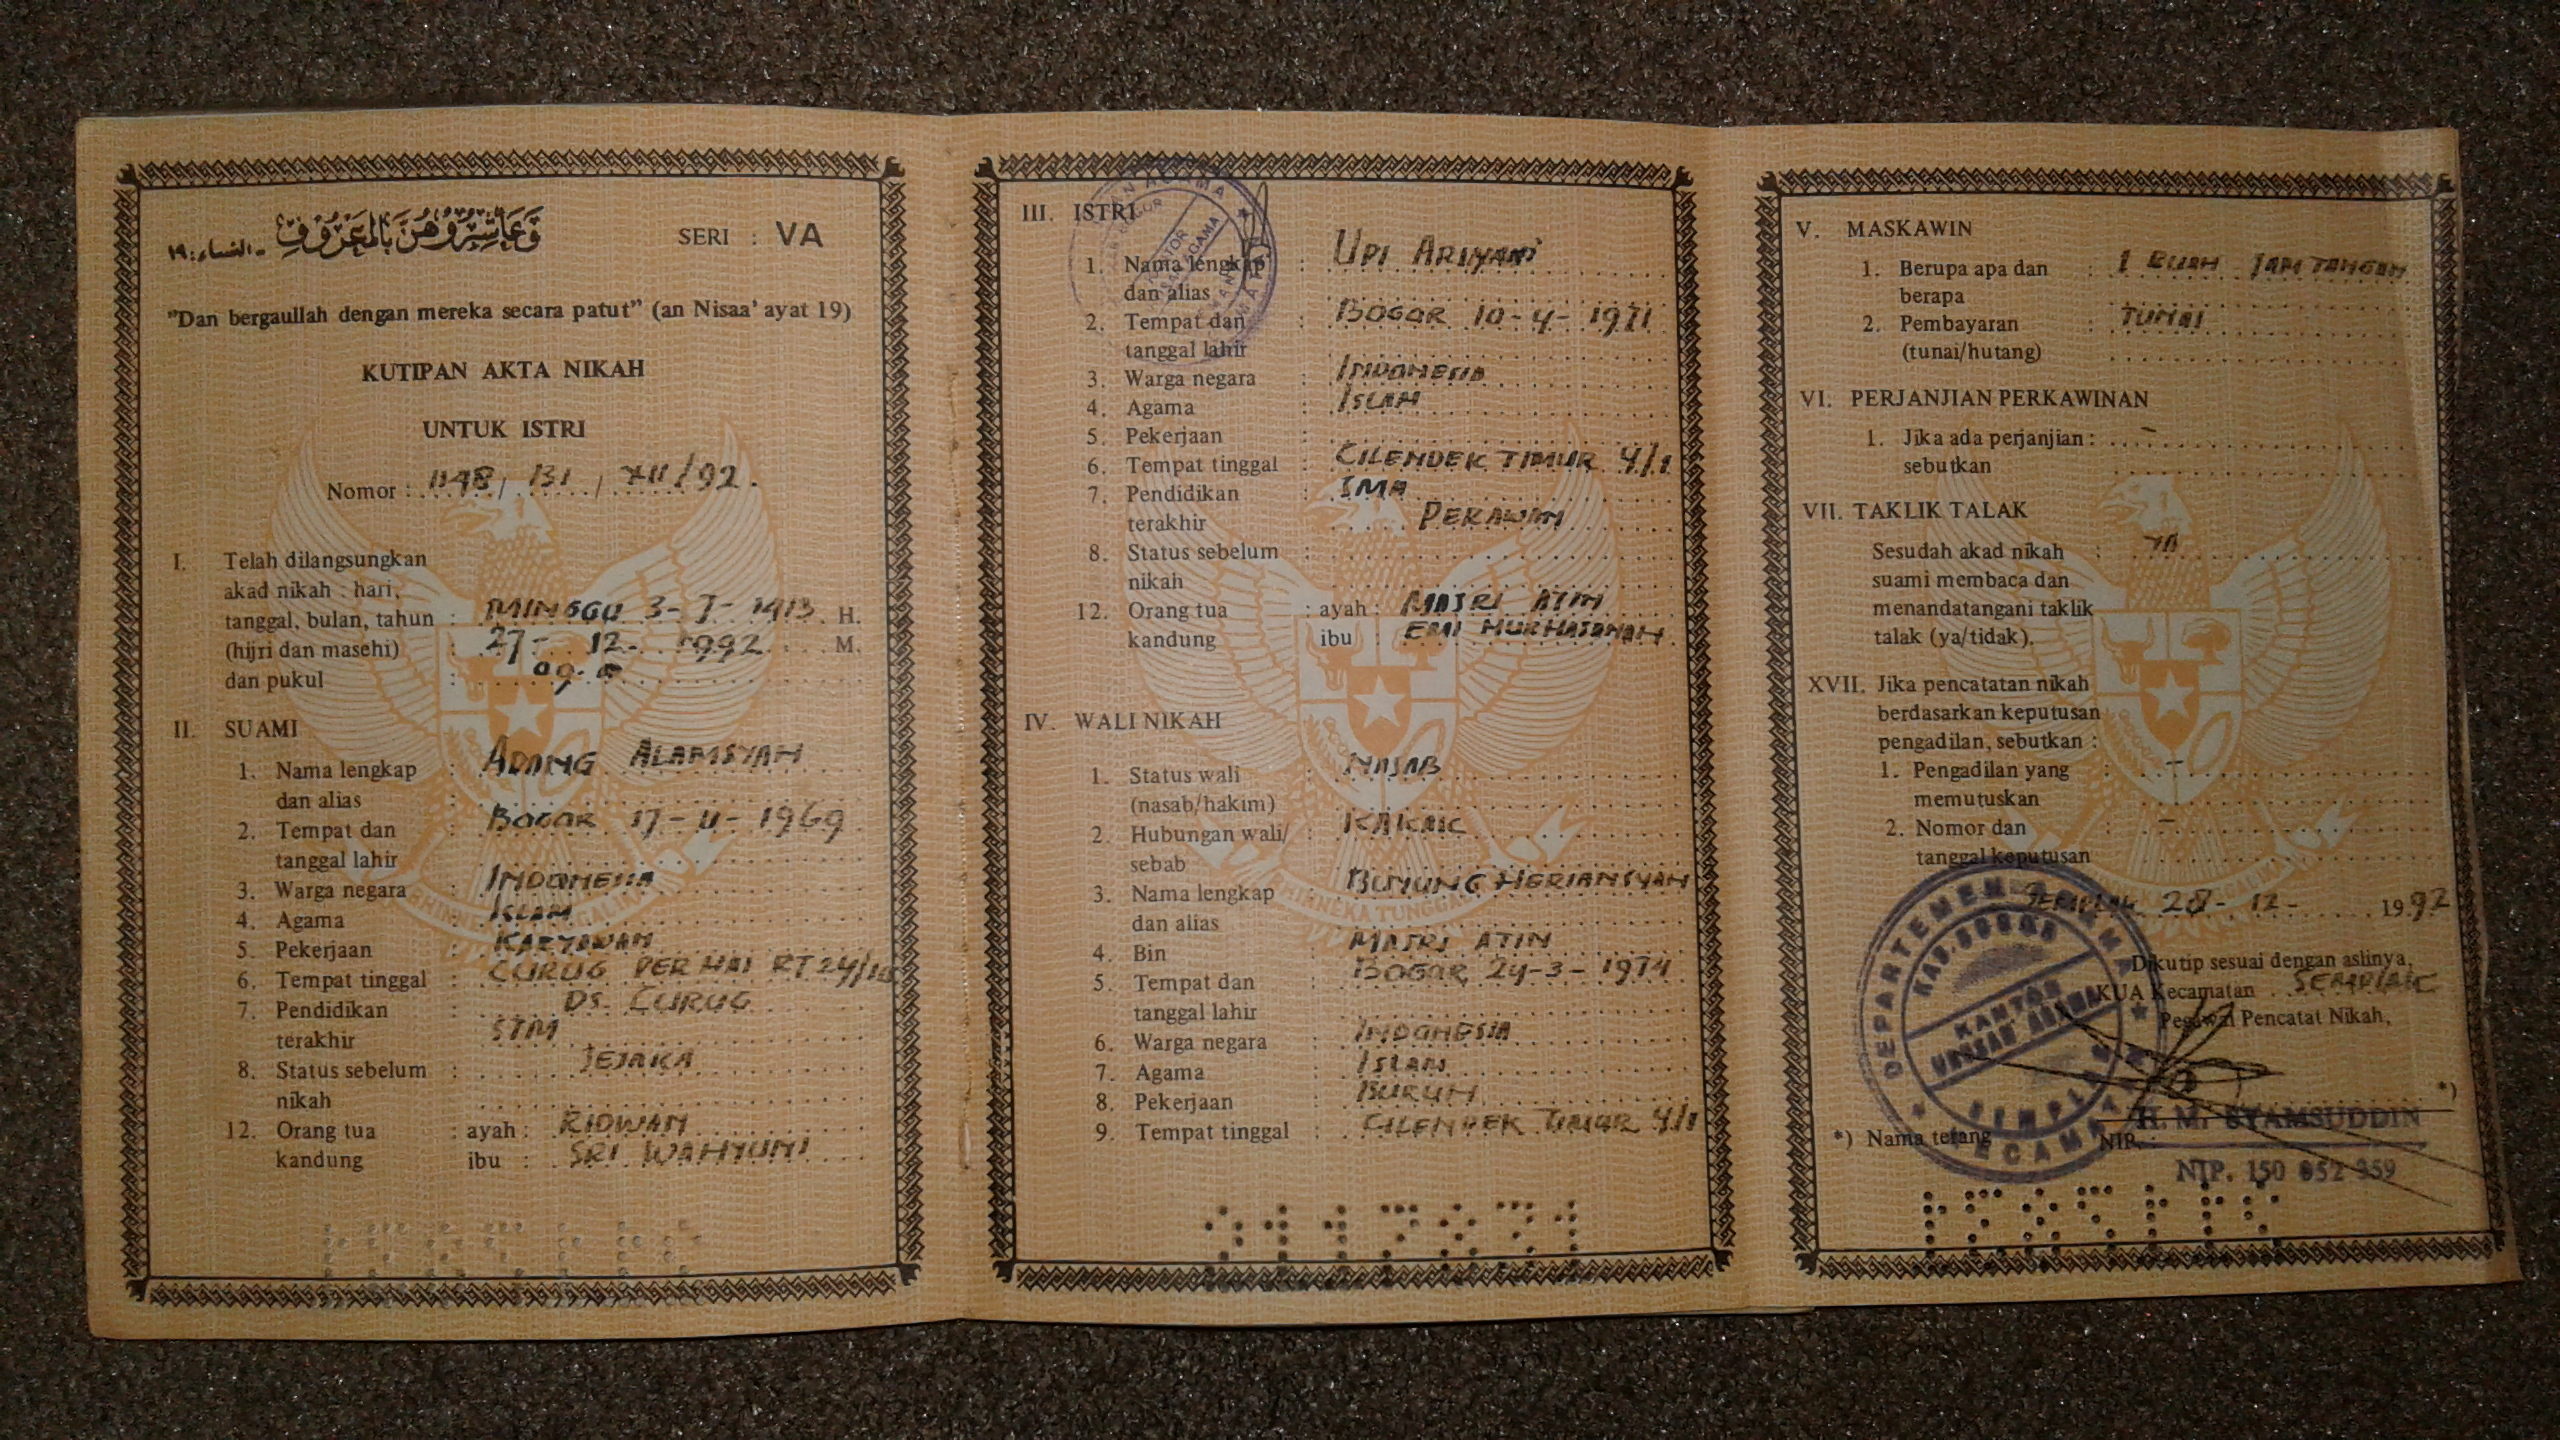 وَعَاشِرُوهُنَّ بِالْمَعْرُوفِ - النساء: ١٩
SERI : VA
"Dan bergaullah dengan mereka secara patut" (an Nisaa' ayat 19)
KUTIPAN AKTA NIKAH
UNTUK ISTRI
Nomor : 1148 / 131 / XII / 92.
I. Telah dilangsungkan
akad nikah : hari,
tanggal, bulan, tahun : MINGGU 3-7-1413. H.
(hijri dan masehi) : 27-12-1992 M.
dan pukul : 09.
II. SUAMI
1. Nama lengkap : ADANG ALAMSYAH
dan alias :
2. Tempat dan : BOGOR 17-11-1969
tanggal lahir
3. Warga negara : INDONESIA
4. Agama : ISLAM
5. Pekerjaan : KARYAWAN
6. Tempat tinggal : CURUG PERMAI RT 24/10
7. Pendidikan : DS. CURUG
terakhir STM
8. Status sebelum : JEJAKA
nikah
12. Orang tua : ayah : RIDWAN
kandung ibu : SRI WAHYUNI
III. ISTRI
1. Nama lengkap : UPI ARIYANI
dan alias
2. Tempat dan : BOGOR 10-4-1971
tanggal lahir
3. Warga negara : INDONESIA
4. Agama : ISLAM
5. Pekerjaan :
6. Tempat tinggal : CILENDEK TIMUR 4/1
7. Pendidikan : SMA
terakhir PERAWAN
8. Status sebelum :
nikah
12. Orang tua : ayah : MASRI ATIN
kandung ibu : EMI NURHASANAH
IV. WALI NIKAH
1. Status wali : NASAB
(nasab/hakim)
2. Hubungan wali/ : KAKAK
sebab
3. Nama lengkap : BUYUNG HERIANSYAH
dan alias
4. Bin : MASRI ATIN
5. Tempat dan : BOGOR 24-3-1974
tanggal lahir
6. Warga negara : INDONESIA
7. Agama : ISLAM
8. Pekerjaan : BURUH
9. Tempat tinggal : CILENDEK TIMUR 4/1
V. MASKAWIN
1. Berupa apa dan : 1 BUAH JAM TANGAN
berapa
2. Pembayaran : TUNAI
(tunai/hutang)
VI. PERJANJIAN PERKAWINAN
1. Jika ada perjanjian : -
sebutkan
VII. TAKLIK TALAK
Sesudah akad nikah : YA
suami membaca dan
menandatangani taklik
talak (ya/tidak).
XVII. Jika pencatatan nikah
berdasarkan keputusan
pengadilan, sebutkan :
1. Pengadilan yang : -
memutuskan
2. Nomor dan : -
tanggal keputusan
SEMPLAK 28-12- 1992
Dikutip sesuai dengan aslinya,
KUA Kecamatan SEMPLAK
Pegawai Pencatat Nikah,
DEPARTEMEN AGAMA
KAB. BOGOR
KANTOR
URUSAN AGAMA
SEMPLAK
KECAMATAN
*)
H. M. SYAMSUDDIN
*) Nama terang NIP. :
NIP. 150 052 359